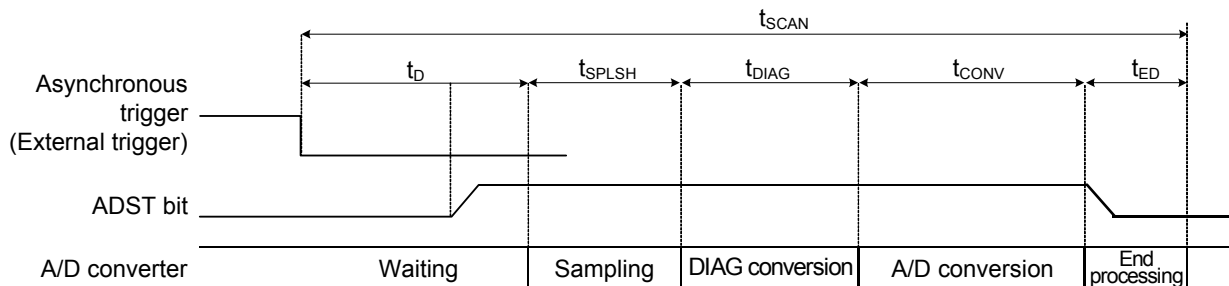 tSCAN
tD tSPLSH tDIAG tCONV tED
Asynchronous
trigger
(External trigger)
ADST bit
A/D converter Waiting Sampling DIAG conversion A/D conversion End
processing